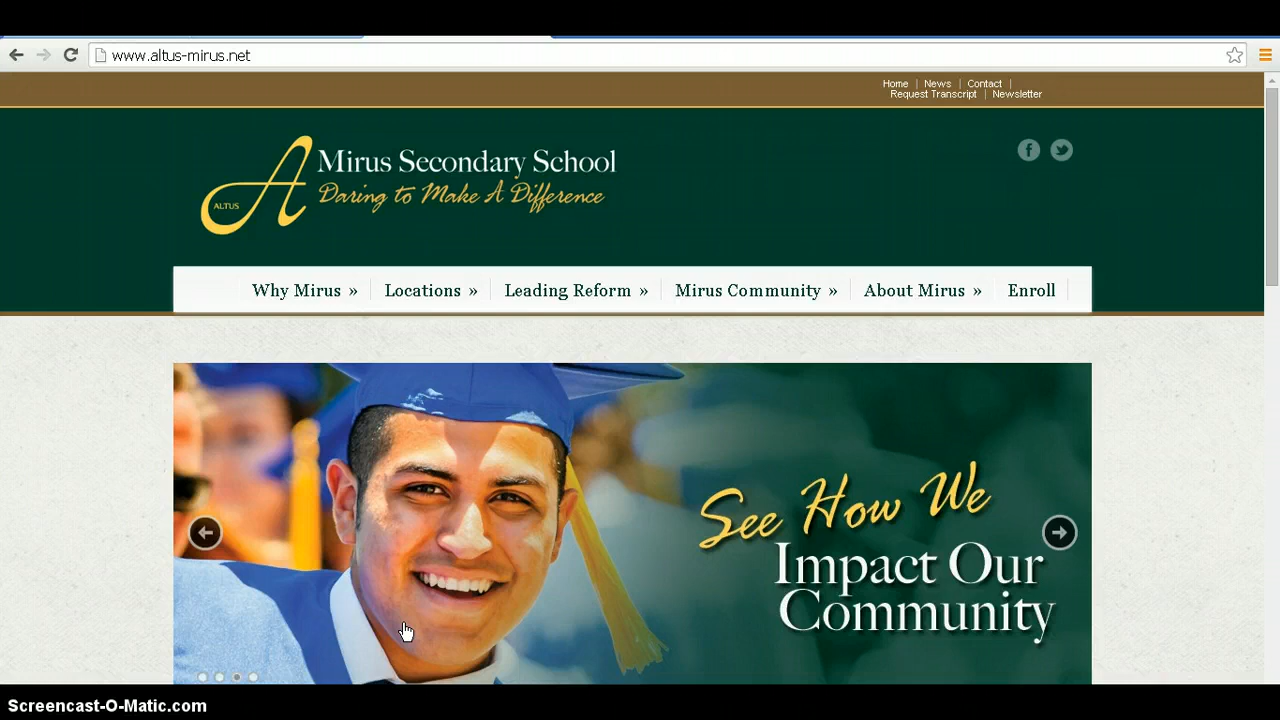 www.altus-mirus.net
Home | News | Contact |
Request Transcript | Newsletter
Mirus Secondary School
ALTUS
Daring to Make A Difference
Why Mirus » Locations » Leading Reform » Mirus Community » About Mirus » Enroll
See How We
Impact Our
Community
Screencast-O-Matic.com